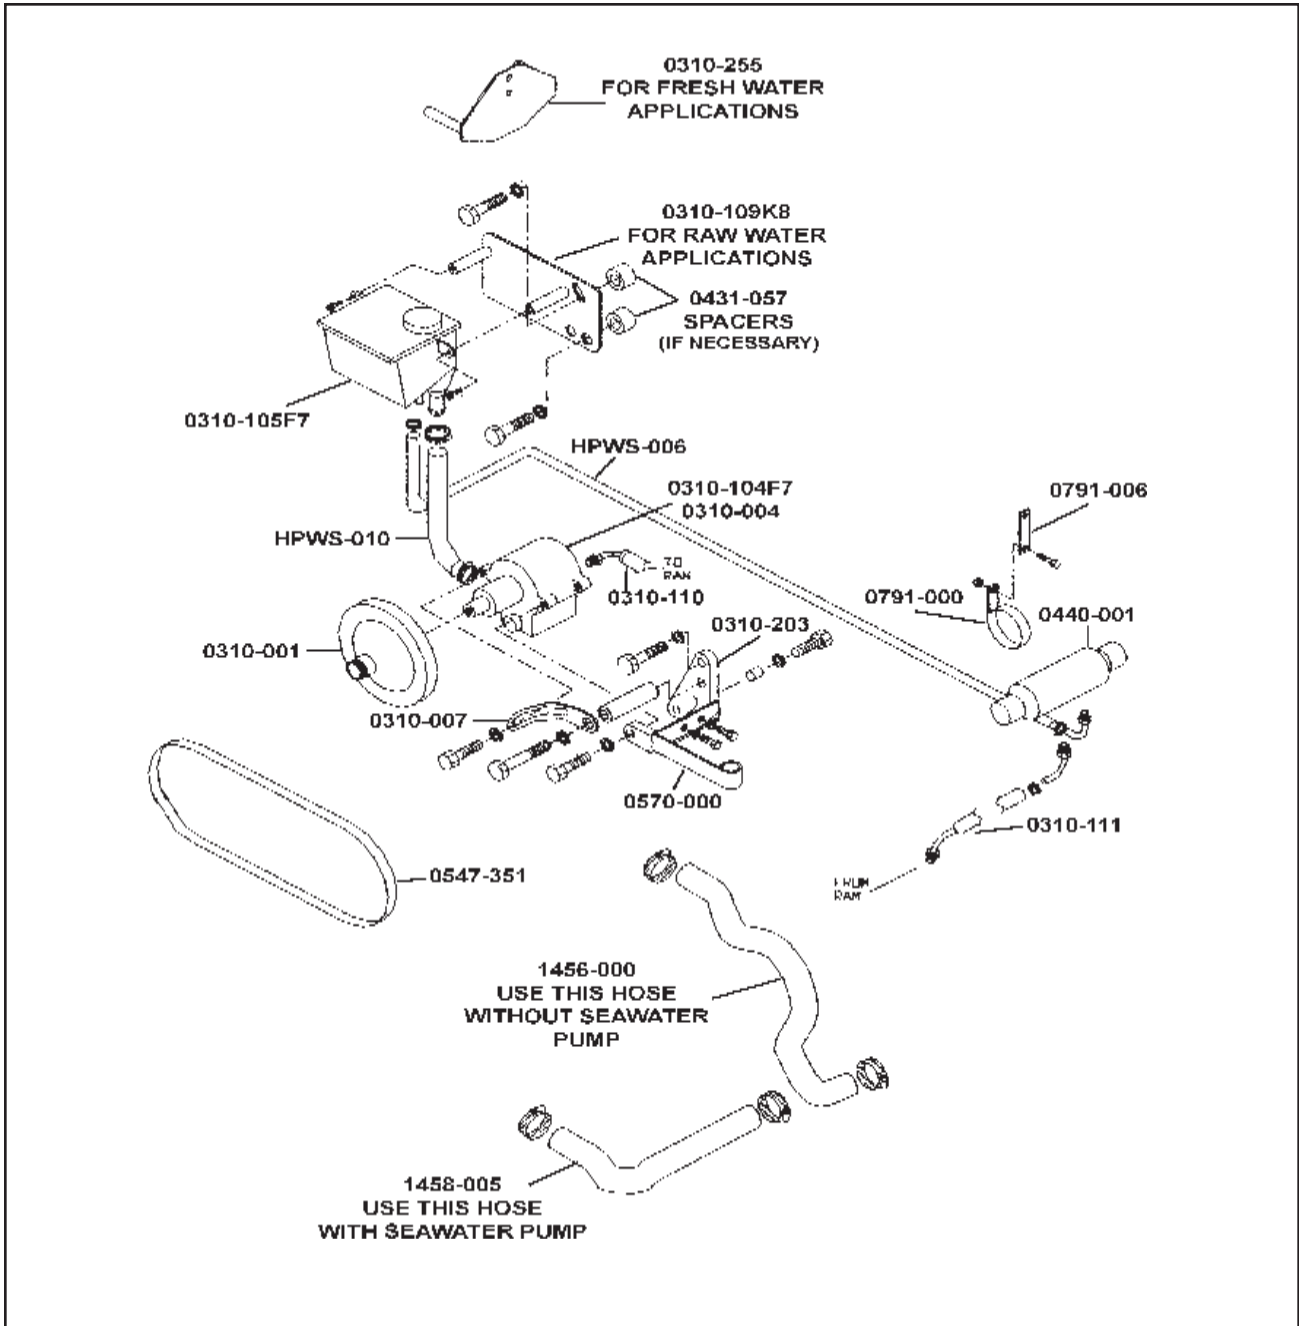 0310-255
FOR FRESH WATER
APPLICATIONS
0310-109K8
FOR RAW WATER
APPLICATIONS
0431-057
SPACERS
(IF NECESSARY)
0310-105F7
HPWS-006
0310-104F7
0310-004
0791-006
HPWS-010
TO
RAM
0310-110
0791-000
0440-001
0310-203
0310-001
0310-007
0570-000
0310-111
0547-351
FROM
RAM
1456-000
USE THIS HOSE
WITHOUT SEAWATER
PUMP
1458-005
USE THIS HOSE
WITH SEAWATER PUMP